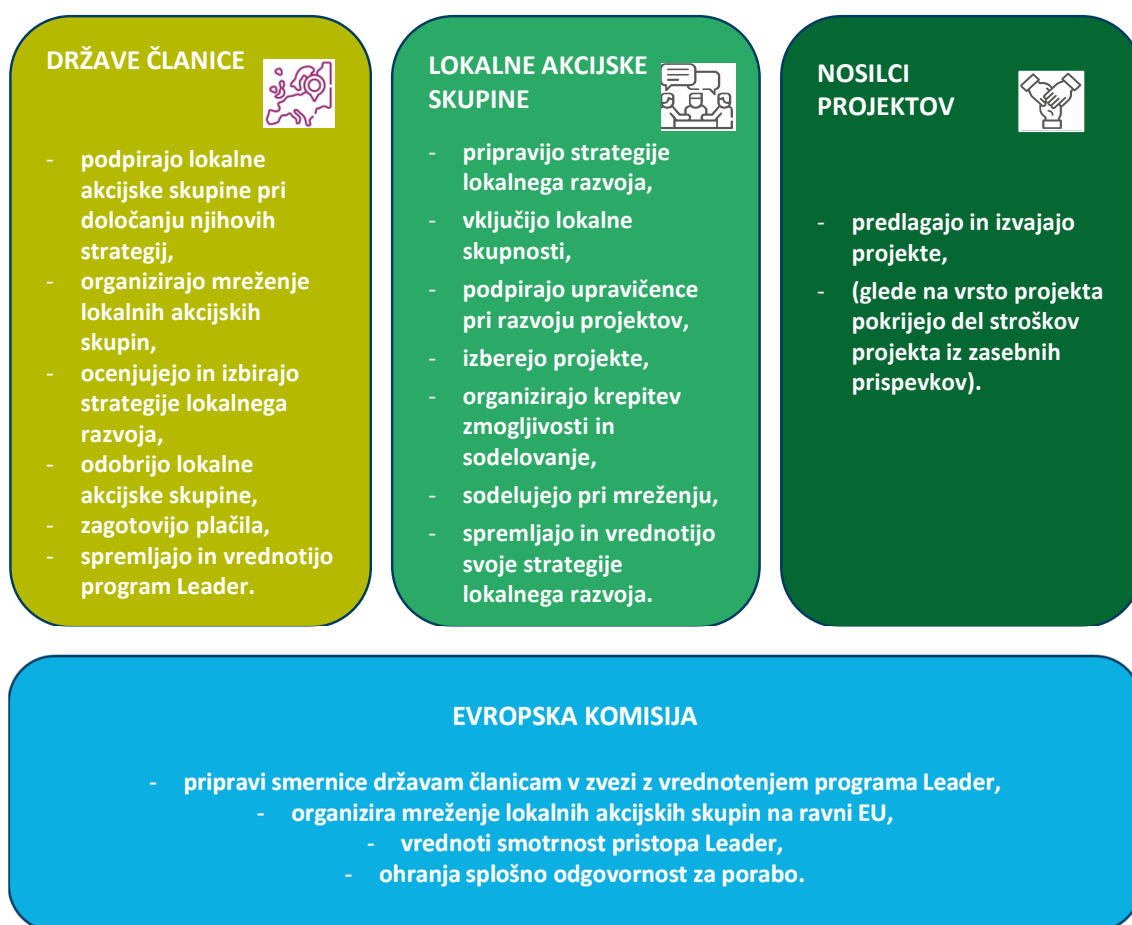 DRŽAVE ČLANICE
- podpirajo lokalne
akcijske skupine pri
določanju njihovih
strategij,
- organizirajo mreženje
lokalnih akcijskih
skupin,
- ocenjujejo in izbirajo
strategije lokalnega
razvoja,
- odobrijo lokalne
akcijske skupine,
- zagotovijo plačila,
- spremljajo in vrednotijo
program Leader.
LOKALNE AKCIJSKE
SKUPINE
- pripravijo strategije
lokalnega razvoja,
- vključijo lokalne
skupnosti,
- podpirajo upravičence
pri razvoju projektov,
- izberejo projekte,
- organizirajo krepitev
zmogljivosti in
sodelovanje,
- sodelujejo pri mreženju,
- spremljajo in vrednotijo
svoje strategije
lokalnega razvoja.
NOSILCI
PROJEKTOV
- predlagajo in izvajajo
projekte,
- (glede na vrsto projekta
pokrijejo del stroškov
projekta iz zasebnih
prispevkov).
EVROPSKA KOMISIJA
- pripravi smernice državam članicam v zvezi z vrednotenjem programa Leader,
- organizira mreženje lokalnih akcijskih skupin na ravni EU,
- vrednoti smotrnost pristopa Leader,
- ohranja splošno odgovornost za porabo.